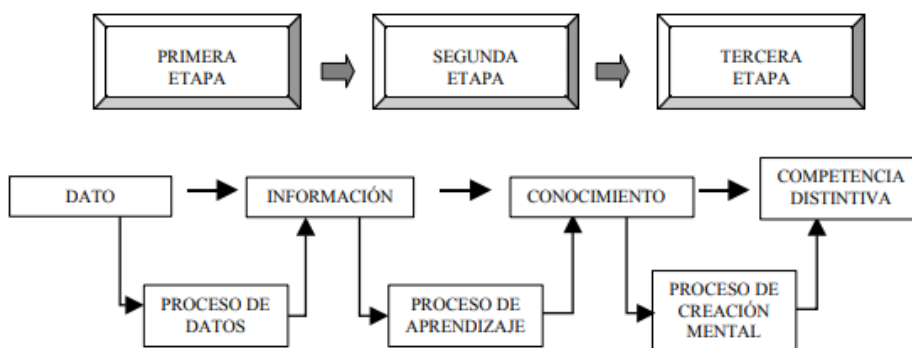 PRIMERA
ETAPA
SEGUNDA
ETAPA
TERCERA
ETAPA
DATO
INFORMACIÓN
CONOCIMIENTO
COMPETENCIA
DISTINTIVA
PROCESO DE
DATOS
PROCESO DE
APRENDIZAJE
PROCESO DE
CREACIÓN
MENTAL